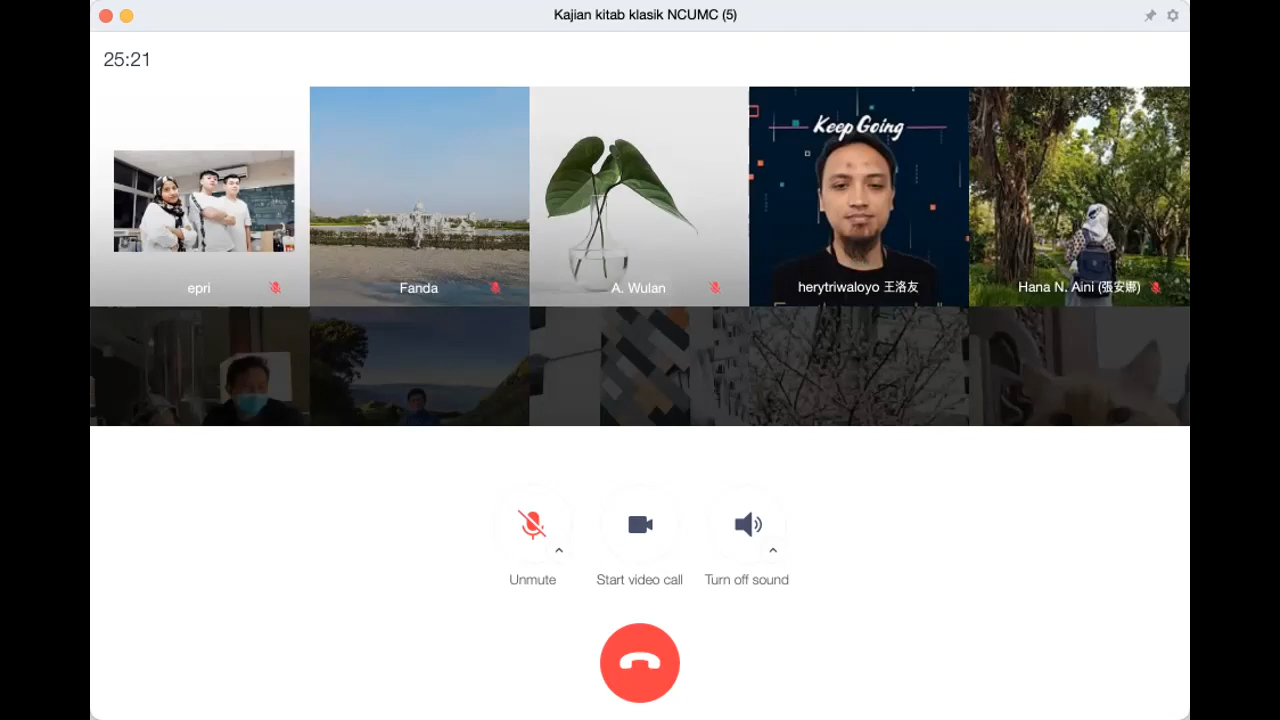 Kajian kitab klasik NCUMC (5)
25:21
Keep Going
epri
Fanda
A. Wulan
herytriwaloyo 王洛友
Hana N. Aini (張安娜)
Unmute
Start video call
Turn off sound